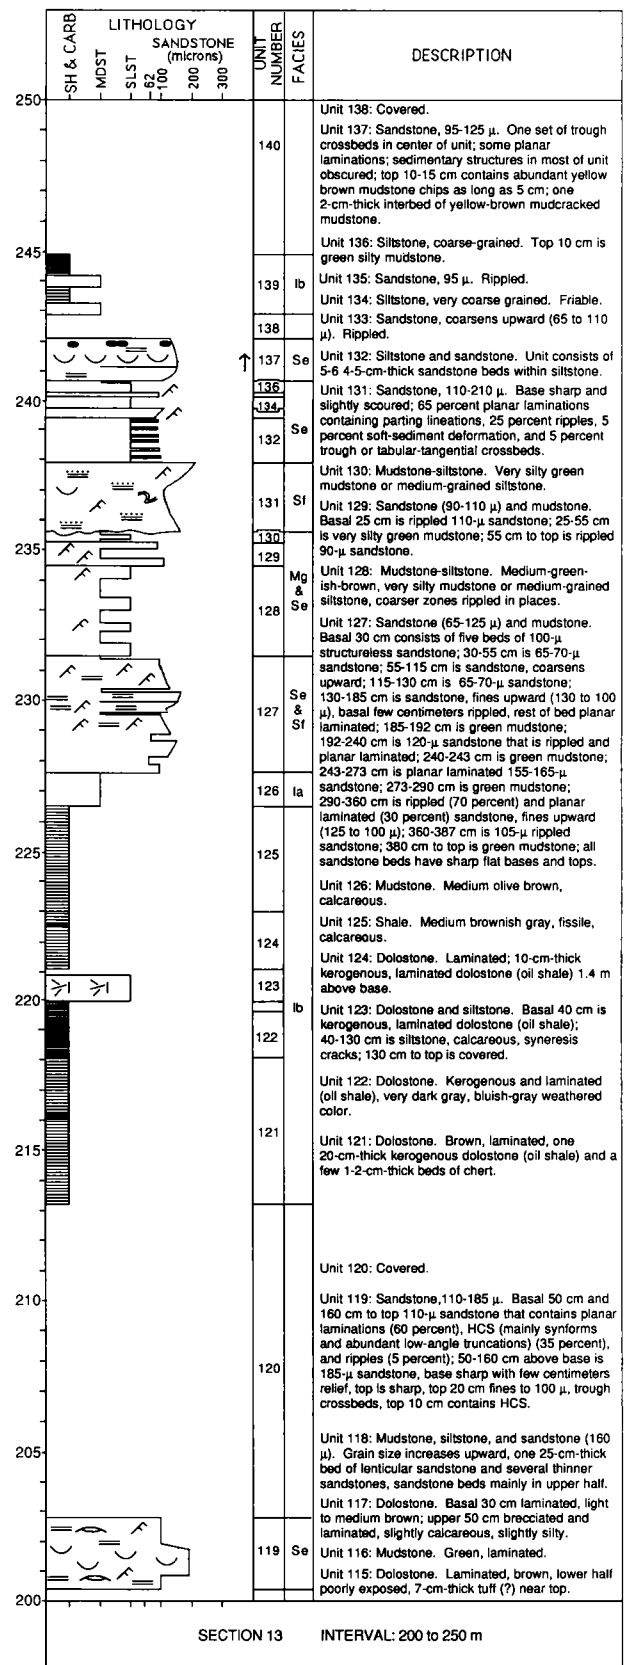 LITHOLOGY
SANDSTONE
(microns)
SH & CARB
MDST
SLST
62
100
200
300
UNIT
NUMBER
FACIES
DESCRIPTION
250
245
240
235
230
225
220
215
210
205
200
140
139
138
137
136
134
132
131
130
129
128
127
126
125
124
123
122
121
120
119
Ib
Se
Se
Sf
Mg
&
Se
Se
&
Sf
Ia
Ib
Se
Unit 138: Covered.
Unit 137: Sandstone, 95-125 µ. One set of trough
crossbeds in center of unit; some planar
laminations; sedimentary structures in most of unit
obscured; top 10-15 cm contains abundant yellow
brown mudstone chips as long as 5 cm; one
2-cm-thick interbed of yellow-brown mudcracked
mudstone.
Unit 136: Siltstone, coarse-grained. Top 10 cm is
green silty mudstone.
Unit 135: Sandstone, 95 µ. Rippled.
Unit 134: Siltstone, very coarse grained. Friable.
Unit 133: Sandstone, coarsens upward (65 to 110
µ). Rippled.
Unit 132: Siltstone and sandstone. Unit consists of
5-6 4-5-cm-thick sandstone beds within siltstone.
Unit 131: Sandstone, 110-210 µ. Base sharp and
slightly scoured; 65 percent planar laminations
containing parting lineations, 25 percent ripples, 5
percent soft-sediment deformation, and 5 percent
trough or tabular-tangential crossbeds.
Unit 130: Mudstone-siltstone. Very silty green
mudstone or medium-grained siltstone.
Unit 129: Sandstone (90-110 µ) and mudstone.
Basal 25 cm is rippled 110-µ sandstone; 25-55 cm
is very silty green mudstone; 55 cm to top is rippled
90-µ sandstone.
Unit 128: Mudstone-siltstone. Medium-green-
ish-brown, very silty mudstone or medium-grained
siltstone, coarser zones rippled in places.
Unit 127: Sandstone (65-125 µ) and mudstone.
Basal 30 cm consists of five beds of 100-µ
structureless sandstone; 30-55 cm is 65-70-µ
sandstone; 55-115 cm is sandstone, coarsens
upward; 115-130 cm is 65-70-µ sandstone;
130-185 cm is sandstone, fines upward (130 to 100
µ), basal few centimeters rippled, rest of bed planar
laminated; 185-192 cm is green mudstone;
192-240 cm is 120-µ sandstone that is rippled and
planar laminated; 240-243 cm is green mudstone;
243-273 cm is planar laminated 155-165-µ
sandstone; 273-290 cm is green mudstone;
290-360 cm is rippled (70 percent) and planar
laminated (30 percent) sandstone, fines upward
(125 to 100 µ); 360-387 cm is 105-µ rippled
sandstone; 380 cm to top is green mudstone; all
sandstone beds have sharp flat bases and tops.
Unit 126: Mudstone. Medium olive brown,
calcareous.
Unit 125: Shale. Medium brownish gray, fissile,
calcareous.
Unit 124: Dolostone. Laminated; 10-cm-thick
kerogenous, laminated dolostone (oil shale) 1.4 m
above base.
Unit 123: Dolostone and siltstone. Basal 40 cm is
kerogenous, laminated dolostone (oil shale);
40-130 cm is siltstone, calcareous, syneresis
cracks; 130 cm to top is covered.
Unit 122: Dolostone. Kerogenous and laminated
(oil shale), very dark gray, bluish-gray weathered
color.
Unit 121: Dolostone. Brown, laminated, one
20-cm-thick kerogenous dolostone (oil shale) and a
few 1-2-cm-thick beds of chert.
Unit 120: Covered.
Unit 119: Sandstone,110-185 µ. Basal 50 cm and
160 cm to top 110-µ sandstone that contains planar
laminations (60 percent), HCS (mainly synforms
and abundant low-angle truncations) (35 percent),
and ripples (5 percent); 50-160 cm above base is
185-µ sandstone, base sharp with few centimeters
relief, top is sharp, top 20 cm fines to 100 µ, trough
crossbeds, top 10 cm contains HCS.
Unit 118: Mudstone, siltstone, and sandstone (160
µ). Grain size increases upward, one 25-cm-thick
bed of lenticular sandstone and several thinner
sandstones, sandstone beds mainly in upper half.
Unit 117: Dolostone. Basal 30 cm laminated, light
to medium brown; upper 50 cm brecciated and
laminated, slightly calcareous, slightly silty.
Unit 116: Mudstone. Green, laminated.
Unit 115: Dolostone. Laminated, brown, lower half
poorly exposed, 7-cm-thick tuff (?) near top.
SECTION 13 INTERVAL: 200 to 250 m